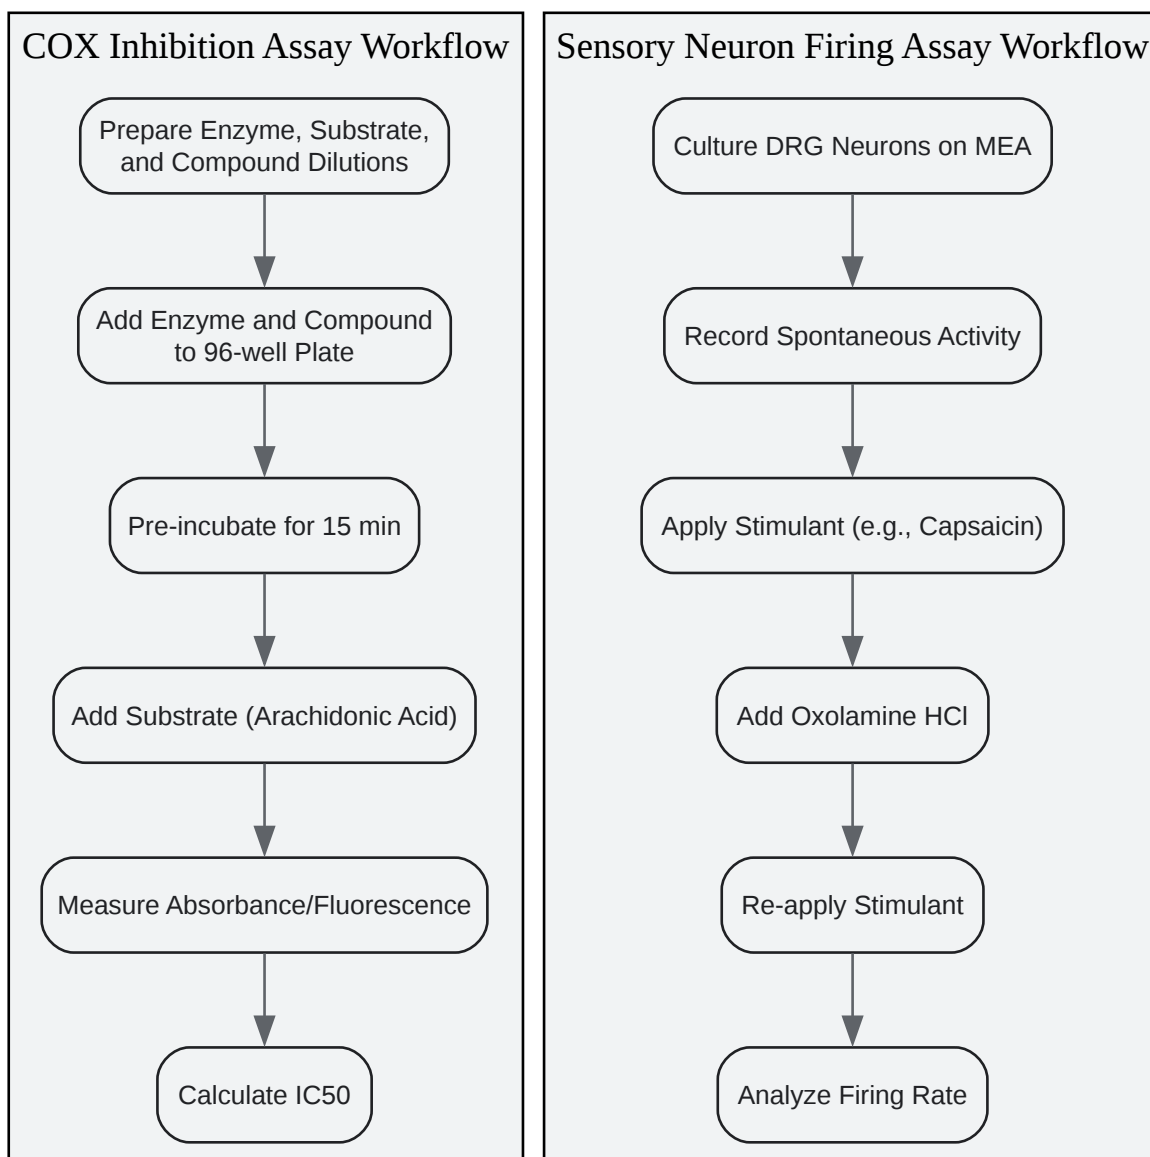 COX Inhibition Assay Workflow
Prepare Enzyme, Substrate,
and Compound Dilutions
Add Enzyme and Compound
to 96-well Plate
Pre-incubate for 15 min
Add Substrate (Arachidonic Acid)
Measure Absorbance/Fluorescence
Calculate IC50
Sensory Neuron Firing Assay Workflow
Culture DRG Neurons on MEA
Record Spontaneous Activity
Apply Stimulant (e.g., Capsaicin)
Add Oxolamine HCl
Re-apply Stimulant
Analyze Firing Rate